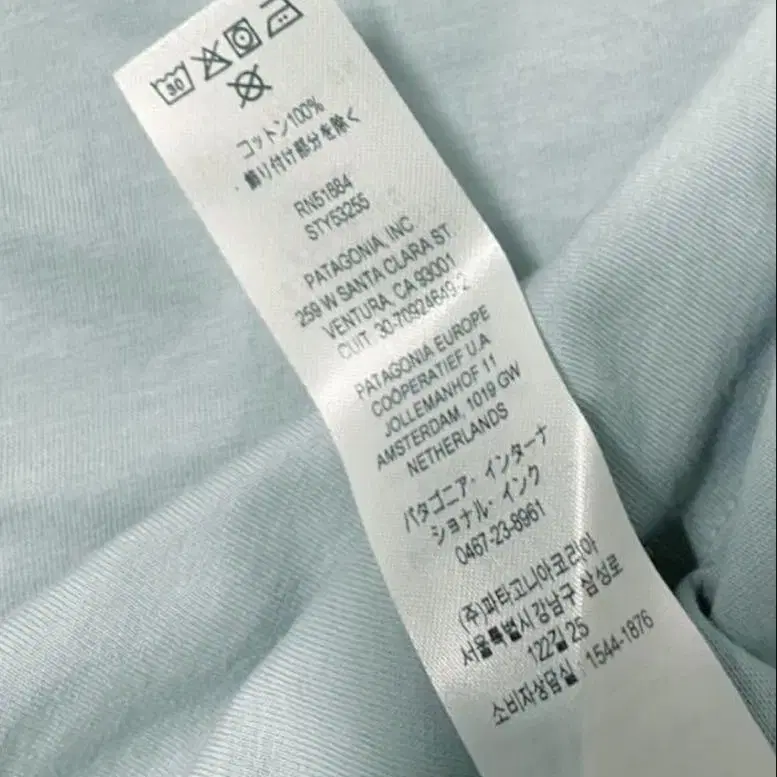 30
コットン100%
・飾り付け部分を除く
RN51884
STY53255
PATAGONIA, INC.
259 W SANTA CLARA ST.
VENTURA, CA 93001
CUIT 30-70924649-2
PATAGONIA EUROPE
COÖPERATIEF U.A
JOLLEMANHOF 11
AMSTERDAM, 1019 GW
NETHERLANDS
パタゴニア・インターナ
ショナル・インク
0467-23-8961
(주)파타고니아코리아
서울특별시 강남구 삼성로
122길 25
소비자상담실 : 1544-1876